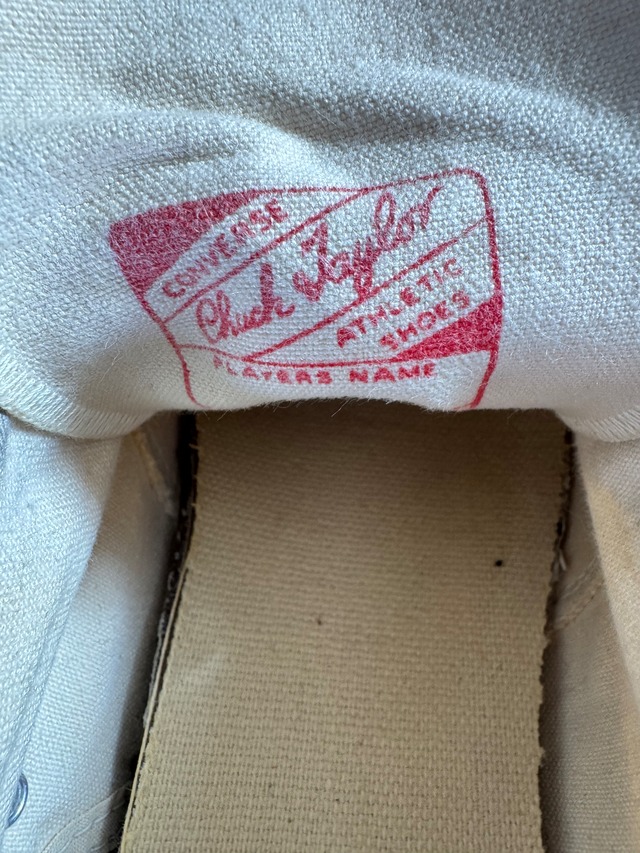 CONVERSE
Chuck Taylor
ATHLETIC
SHOES
PLAYERS NAME